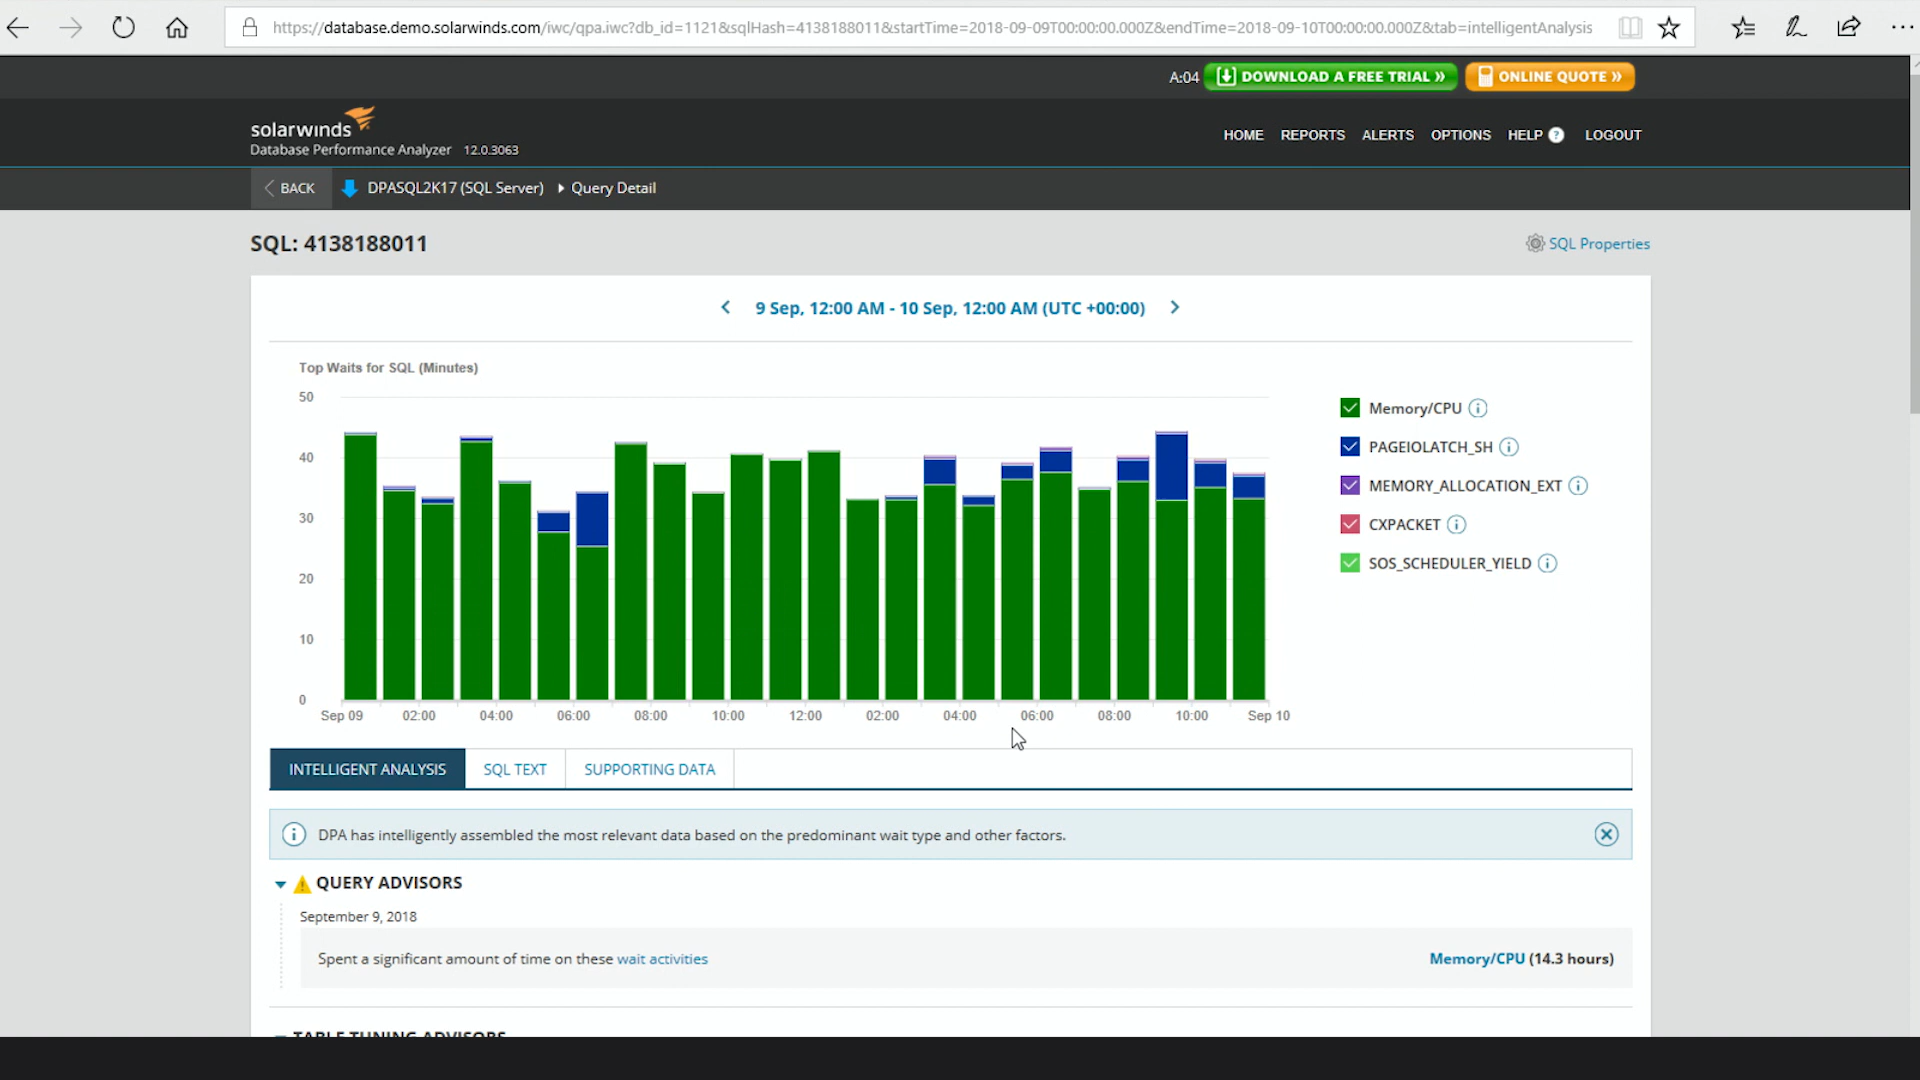 https://database.demo.solarwinds.com/iwc/qpa.iwc?db_id=1121&sqlHash=4138188011&startTime=2018-09-09T00:00:00.000Z&endTime=2018-09-10T00:00:00.000Z&tab=intelligentAnalysis
A:04 DOWNLOAD A FREE TRIAL » ONLINE QUOTE »
solarwinds
Database Performance Analyzer 12.0.3063
HOME REPORTS ALERTS OPTIONS HELP ? LOGOUT
BACK DPASQL2K17 (SQL Server) Query Detail
SQL: 4138188011
SQL Properties
9 Sep, 12:00 AM - 10 Sep, 12:00 AM (UTC +00:00)
Top Waits for SQL (Minutes)
50
40
30
20
10
0
Sep 09 02:00 04:00 06:00 08:00 10:00 12:00 02:00 04:00 06:00 08:00 10:00 Sep 10
Memory/CPU
PAGEIOLATCH_SH
MEMORY_ALLOCATION_EXT
CXPACKET
SOS_SCHEDULER_YIELD
INTELLIGENT ANALYSIS SQL TEXT SUPPORTING DATA
DPA has intelligently assembled the most relevant data based on the predominant wait type and other factors.
QUERY ADVISORS
September 9, 2018
Spent a significant amount of time on these wait activities Memory/CPU (14.3 hours)
TABLE TUNING ADVISORS